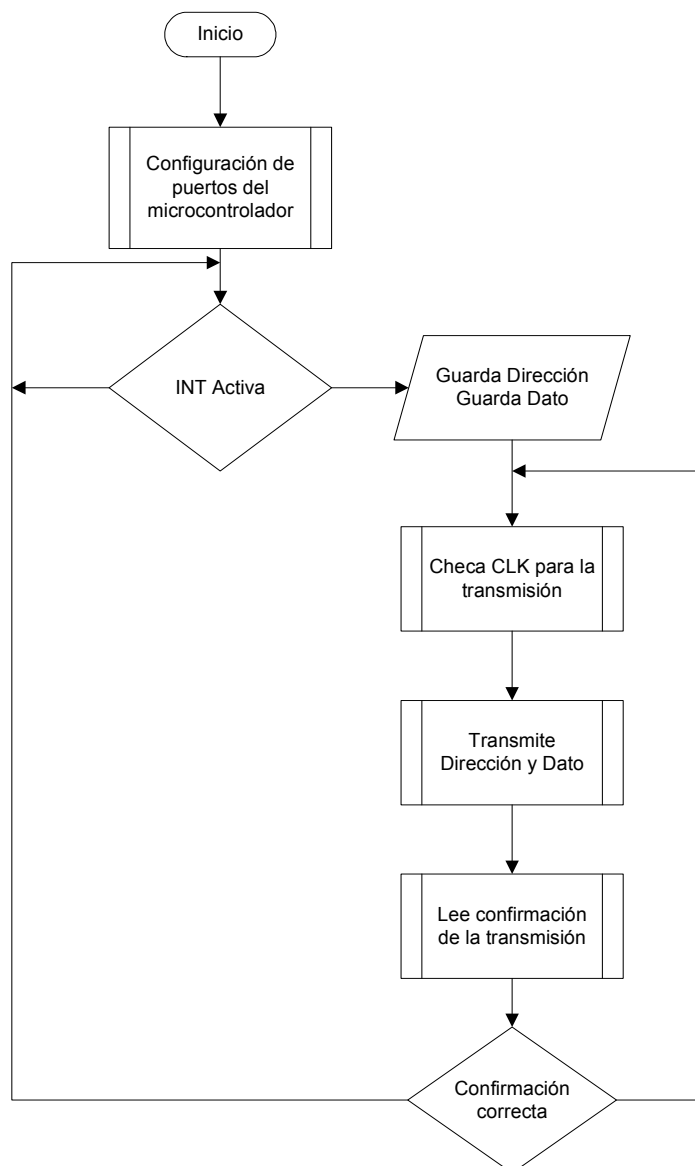 Inicio
Configuración de
puertos del
microcontrolador
INT Activa
Guarda Dirección
Guarda Dato
Checa CLK para la
transmisión
Transmite
Dirección y Dato
Lee confirmación
de la transmisión
Confirmación
correcta